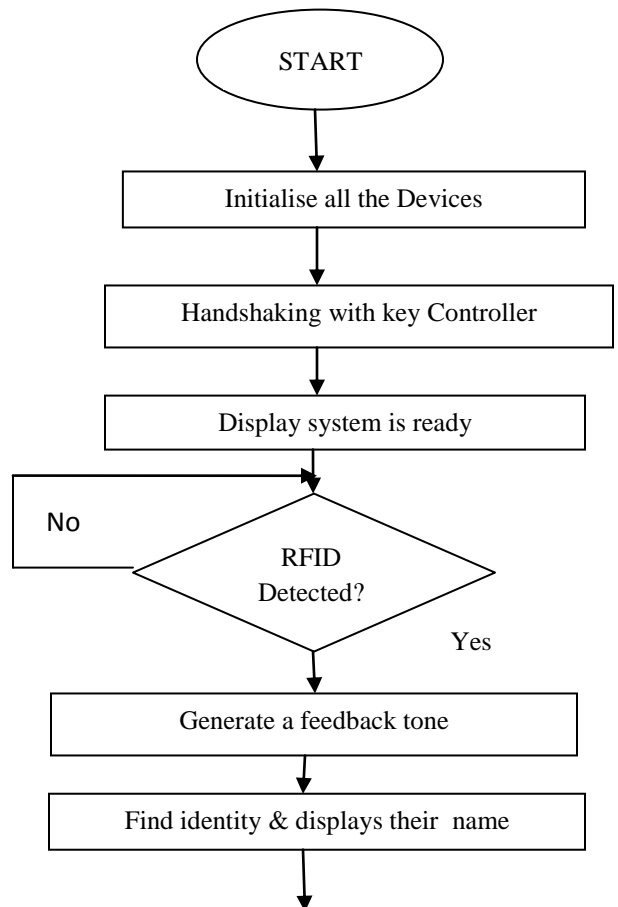 START
Initialise all the Devices
Handshaking with key Controller
Display system is ready
No
RFID
Detected?
Yes
Generate a feedback tone
Find identity & displays their name